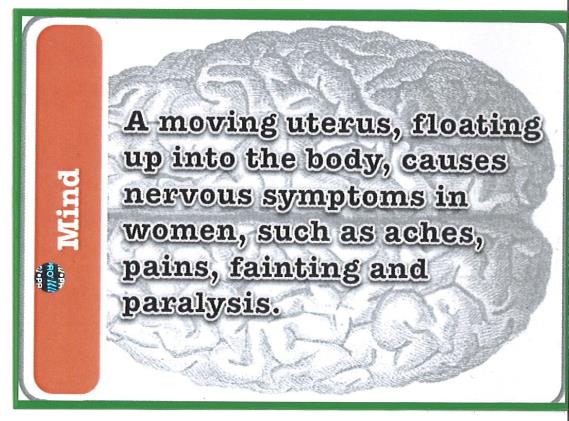 Mind
A moving uterus, floating
up into the body, causes
nervous symptoms in
women, such as aches,
pains, fainting and
paralysis.